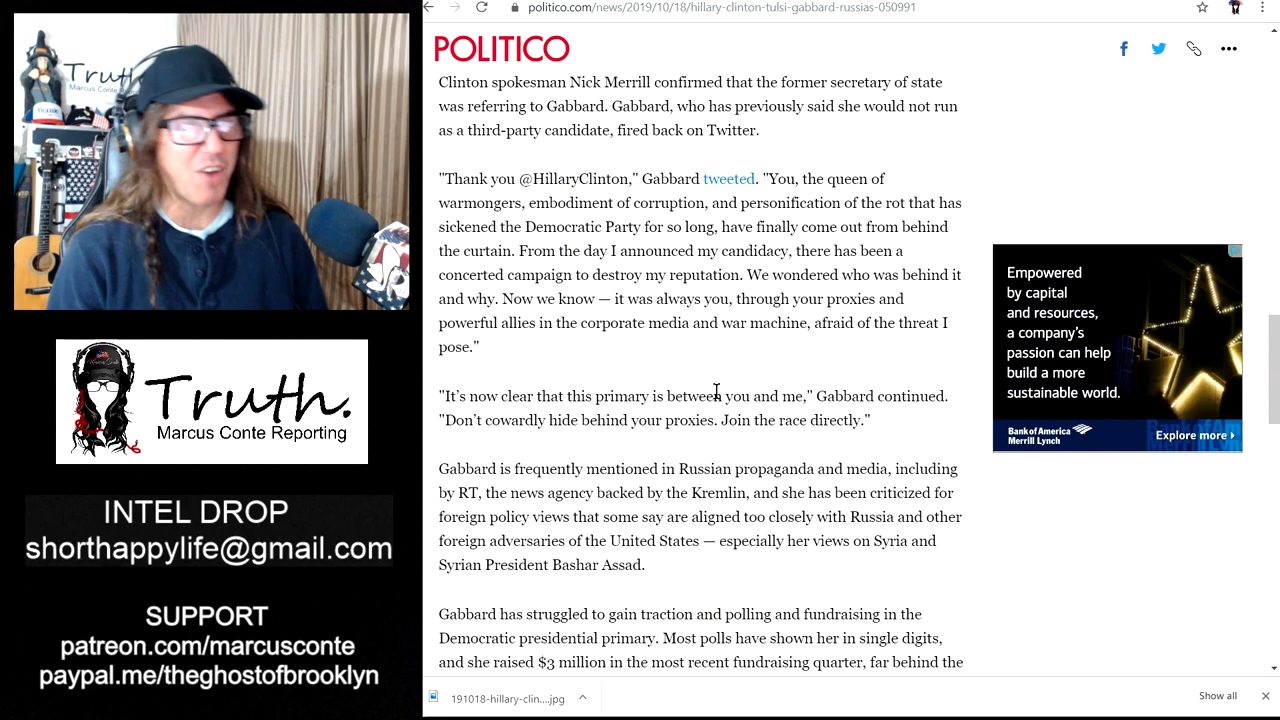 politico.com/news/2019/10/18/hillary-clinton-tulsi-gabbard-russias-050991
POLITICO
Clinton spokesman Nick Merrill confirmed that the former secretary of state
was referring to Gabbard. Gabbard, who has previously said she would not run
as a third-party candidate, fired back on Twitter.
"Thank you @HillaryClinton," Gabbard tweeted. "You, the queen of
warmongers, embodiment of corruption, and personification of the rot that has
sickened the Democratic Party for so long, have finally come out from behind
the curtain. From the day I announced my candidacy, there has been a
concerted campaign to destroy my reputation. We wondered who was behind it
and why. Now we know — it was always you, through your proxies and
powerful allies in the corporate media and war machine, afraid of the threat I
pose."
"It's now clear that this primary is between you and me," Gabbard continued.
"Don't cowardly hide behind your proxies. Join the race directly."
Gabbard is frequently mentioned in Russian propaganda and media, including
by RT, the news agency backed by the Kremlin, and she has been criticized for
foreign policy views that some say are aligned too closely with Russia and other
foreign adversaries of the United States — especially her views on Syria and
Syrian President Bashar Assad.
Gabbard has struggled to gain traction and polling and fundraising in the
Democratic presidential primary. Most polls have shown her in single digits,
and she raised $3 million in the most recent fundraising quarter, far behind the
Empowered
by capital
and resources,
a company's
passion can help
build a more
sustainable world.
Bank of America
Merrill Lynch
Explore more
191018-hillary-clin....jpg
Show all
Truth.
Marcus Conte
Truth.
Marcus Conte Reporting
INTEL DROP
shorthappylife@gmail.com
SUPPORT
patreon.com/marcusconte
paypal.me/theghostofbrooklyn